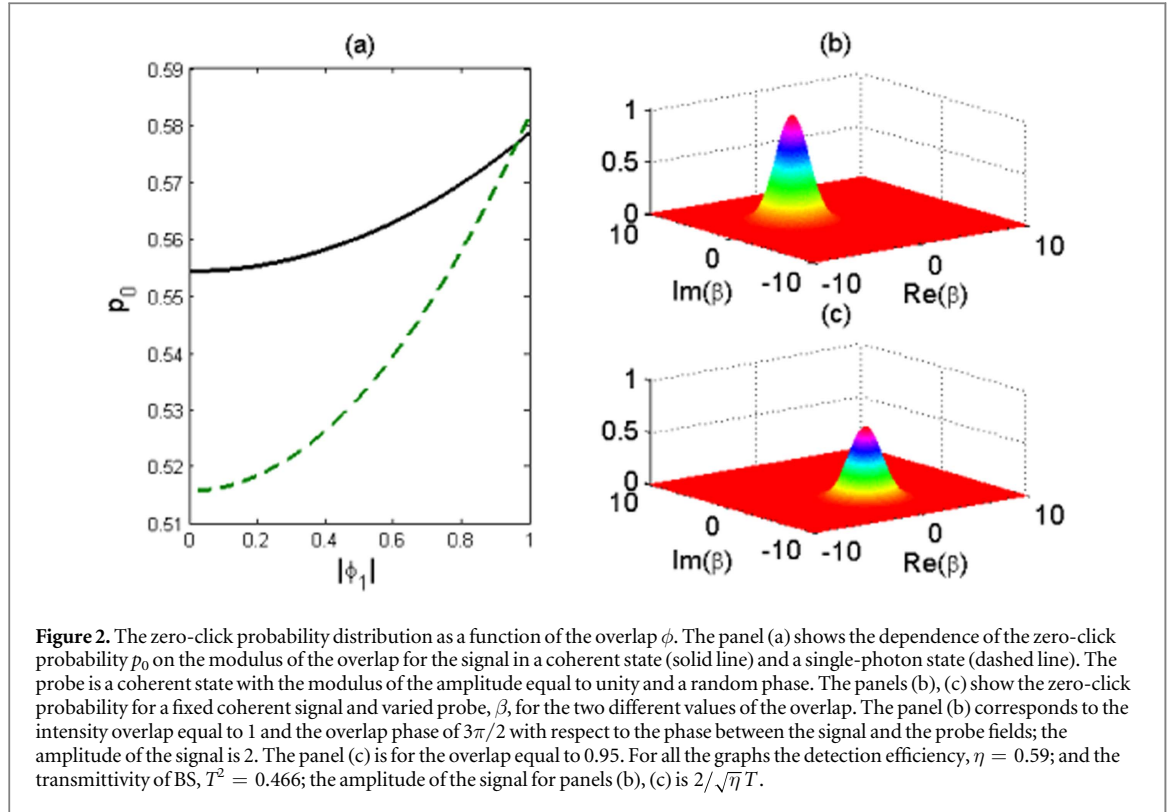 (a)
0.59
0.58
0.57
0.56
0.55
0.54
0.53
0.52
0.51
p0
0 0.2 0.4 0.6 0.8 1
|ϕ1|
(b)
1
0.5
0
10
0
-10
-10
0
10
Im(β)
Re(β)
(c)
1
0.5
0
10
0
-10
-10
0
10
Im(β)
Re(β)
Figure 2. The zero-click probability distribution as a function of the overlap ϕ. The panel (a) shows the dependence of the zero-click
probability p0 on the modulus of the overlap for the signal in a coherent state (solid line) and a single-photon state (dashed line). The
probe is a coherent state with the modulus of the amplitude equal to unity and a random phase. The panels (b), (c) show the zero-click
probability for a fixed coherent signal and varied probe, β, for the two different values of the overlap. The panel (b) corresponds to the
intensity overlap equal to 1 and the overlap phase of 3π/2 with respect to the phase between the signal and the probe fields; the
amplitude of the signal is 2. The panel (c) is for the overlap equal to 0.95. For all the graphs the detection efficiency, η = 0.59; and the
transmittivity of BS, T² = 0.466; the amplitude of the signal for panels (b), (c) is 2/√η T.